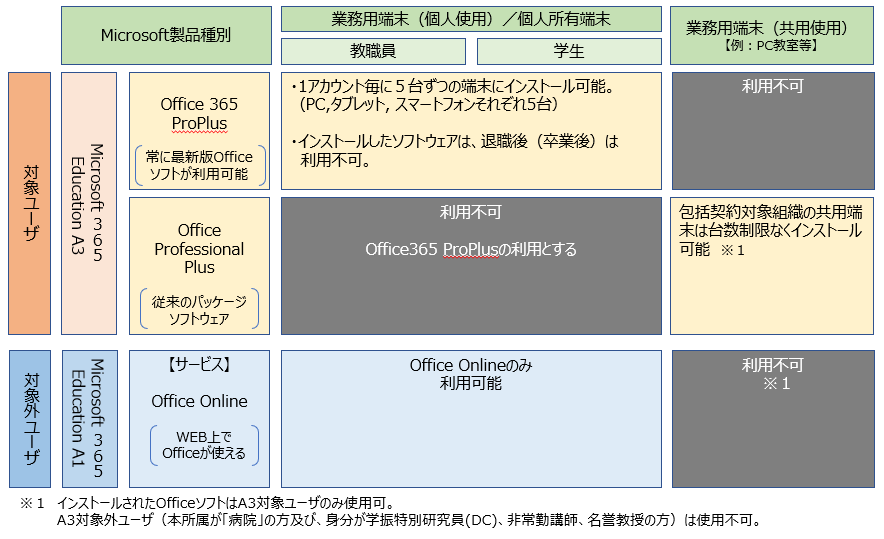 Microsoft製品種別
業務用端末（個人使用）／個人所有端末
教職員
学生
業務用端末（共用使用）
【例：PC教室等】
対象ユーザ
Microsoft 365
Education A3
Office 365
ProPlus
常に最新版Office
ソフトが利用可能
・1アカウント毎に５台ずつの端末にインストール可能。
（PC,タブレット, スマートフォンそれぞれ5台）
・インストールしたソフトウェアは、退職後（卒業後）は
利用不可。
利用不可
Office
Professional
Plus
従来のパッケージ
ソフトウェア
利用不可
Office365 ProPlusの利用とする
包括契約対象組織の共用端
末は台数制限なくインストール
可能 ※１
対象外ユーザ
Microsoft 365
Education A1
【サービス】
Office Online
WEB上で
Officeが使える
Office Onlineのみ
利用可能
利用不可
※１
※１ インストールされたOfficeソフトはA3対象ユーザのみ使用可。
A3対象外ユーザ（本所属が「病院」の方及び、身分が学振特別研究員(DC)、非常勤講師、名誉教授の方）は使用不可。